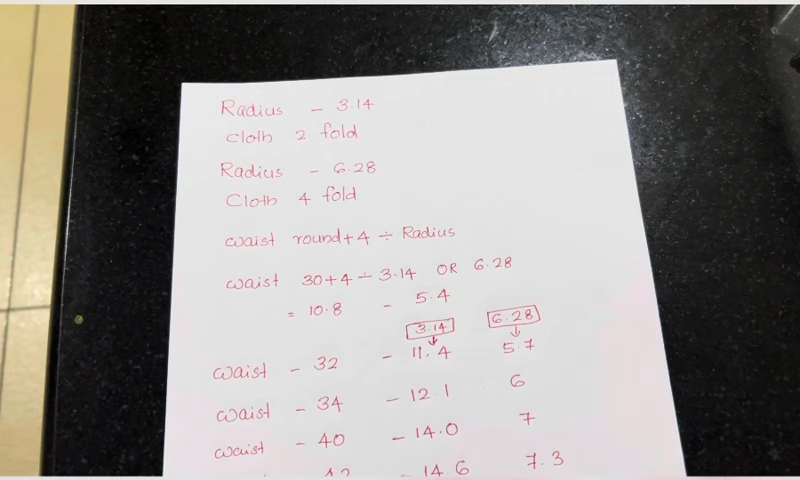 Radius - 3.14
Cloth 2 fold
Radius - 6.28
Cloth 4 fold
Waist round + 4 ÷ Radius
Waist 30+4 ÷ 3.14 OR 6.28
= 10.8 - 5.4
3.14 6.28
↓ ↓
Waist - 32 - 11.4 5.7
Waist - 34 - 12.1 6
Waist - 40 - 14.0 7
- 14.6 7.3